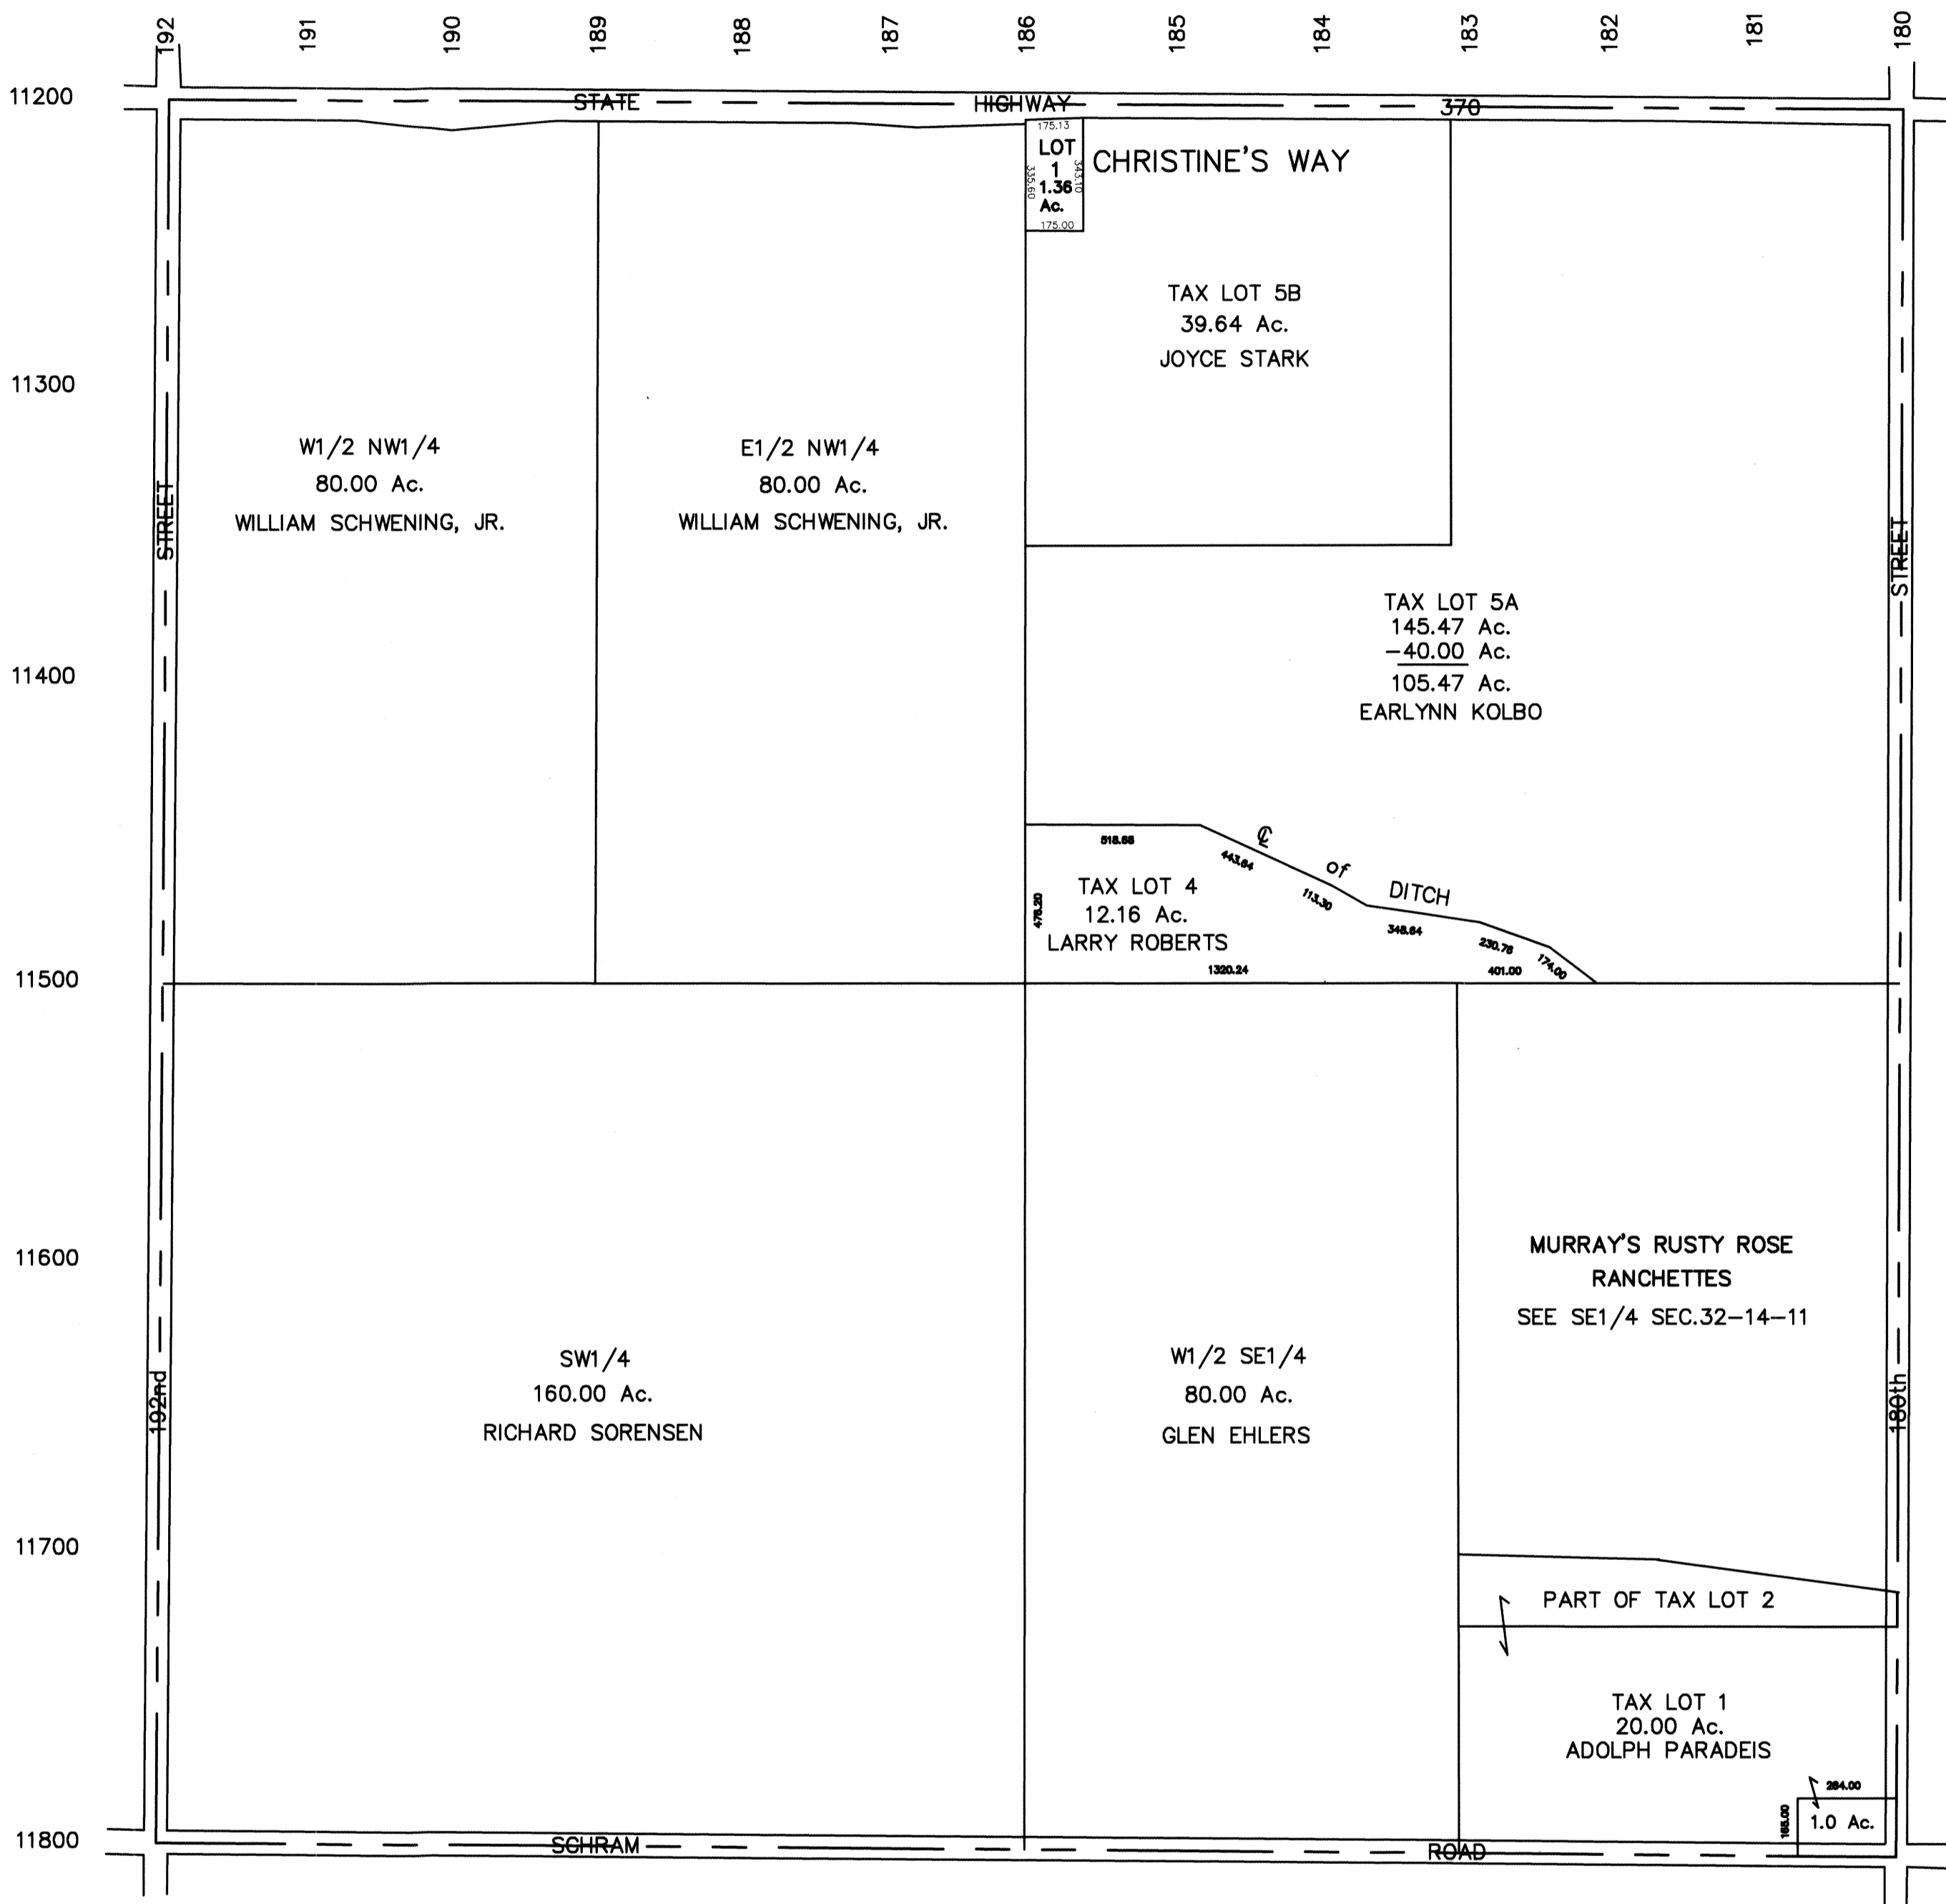 192
191
190
189
188
187
186
185
184
183
182
181
180
11200
STATE HIGHWAY 370
175.13
LOT
1
1.36
Ac.
335.60
343.10
175.00
CHRISTINE'S WAY
TAX LOT 5B
39.64 Ac.
JOYCE STARK
11300
W1/2 NW1/4
80.00 Ac.
WILLIAM SCHWENING, JR.
E1/2 NW1/4
80.00 Ac.
WILLIAM SCHWENING, JR.
STREET
STREET
TAX LOT 5A
145.47 Ac.
-40.00 Ac.
105.47 Ac.
EARLYNN KOLBO
11400
518.65
443.64
℄ of DITCH
113.30
348.64
230.76
174.00
TAX LOT 4
12.16 Ac.
LARRY ROBERTS
476.20
1320.24
401.00
11500
11600
MURRAY'S RUSTY ROSE
RANCHETTES
SEE SE1/4 SEC.32-14-11
SW1/4
160.00 Ac.
RICHARD SORENSEN
W1/2 SE1/4
80.00 Ac.
GLEN EHLERS
192nd
180th
11700
PART OF TAX LOT 2
TAX LOT 1
20.00 Ac.
ADOLPH PARADEIS
264.00
165.00
1.0 Ac.
11800
SCHRAM ROAD